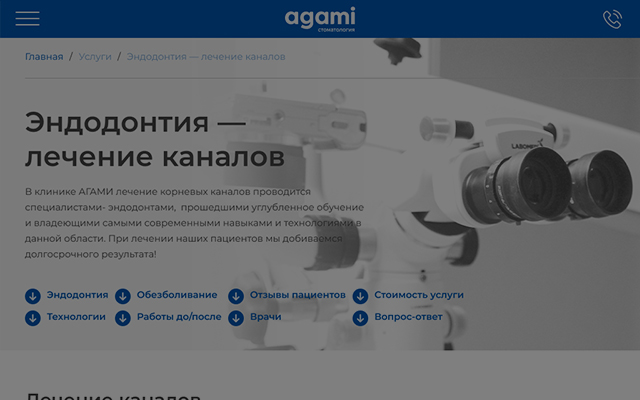 agami
стоматология
Главная / Услуги / Эндодонтия — лечение каналов
Эндодонтия —
лечение каналов
LABOMED
В клинике АГАМИ лечение корневых каналов проводится
специалистами- эндодонтами, прошедшими углубленное обучение
и владеющими самыми современными навыками и технологиями в
данной области. При лечении наших пациентов мы добиваемся
долгосрочного результата!
Эндодонтия Обезболивание Отзывы пациентов Стоимость услуги
Технологии Работы до/после Врачи Вопрос-ответ
Лечение каналов